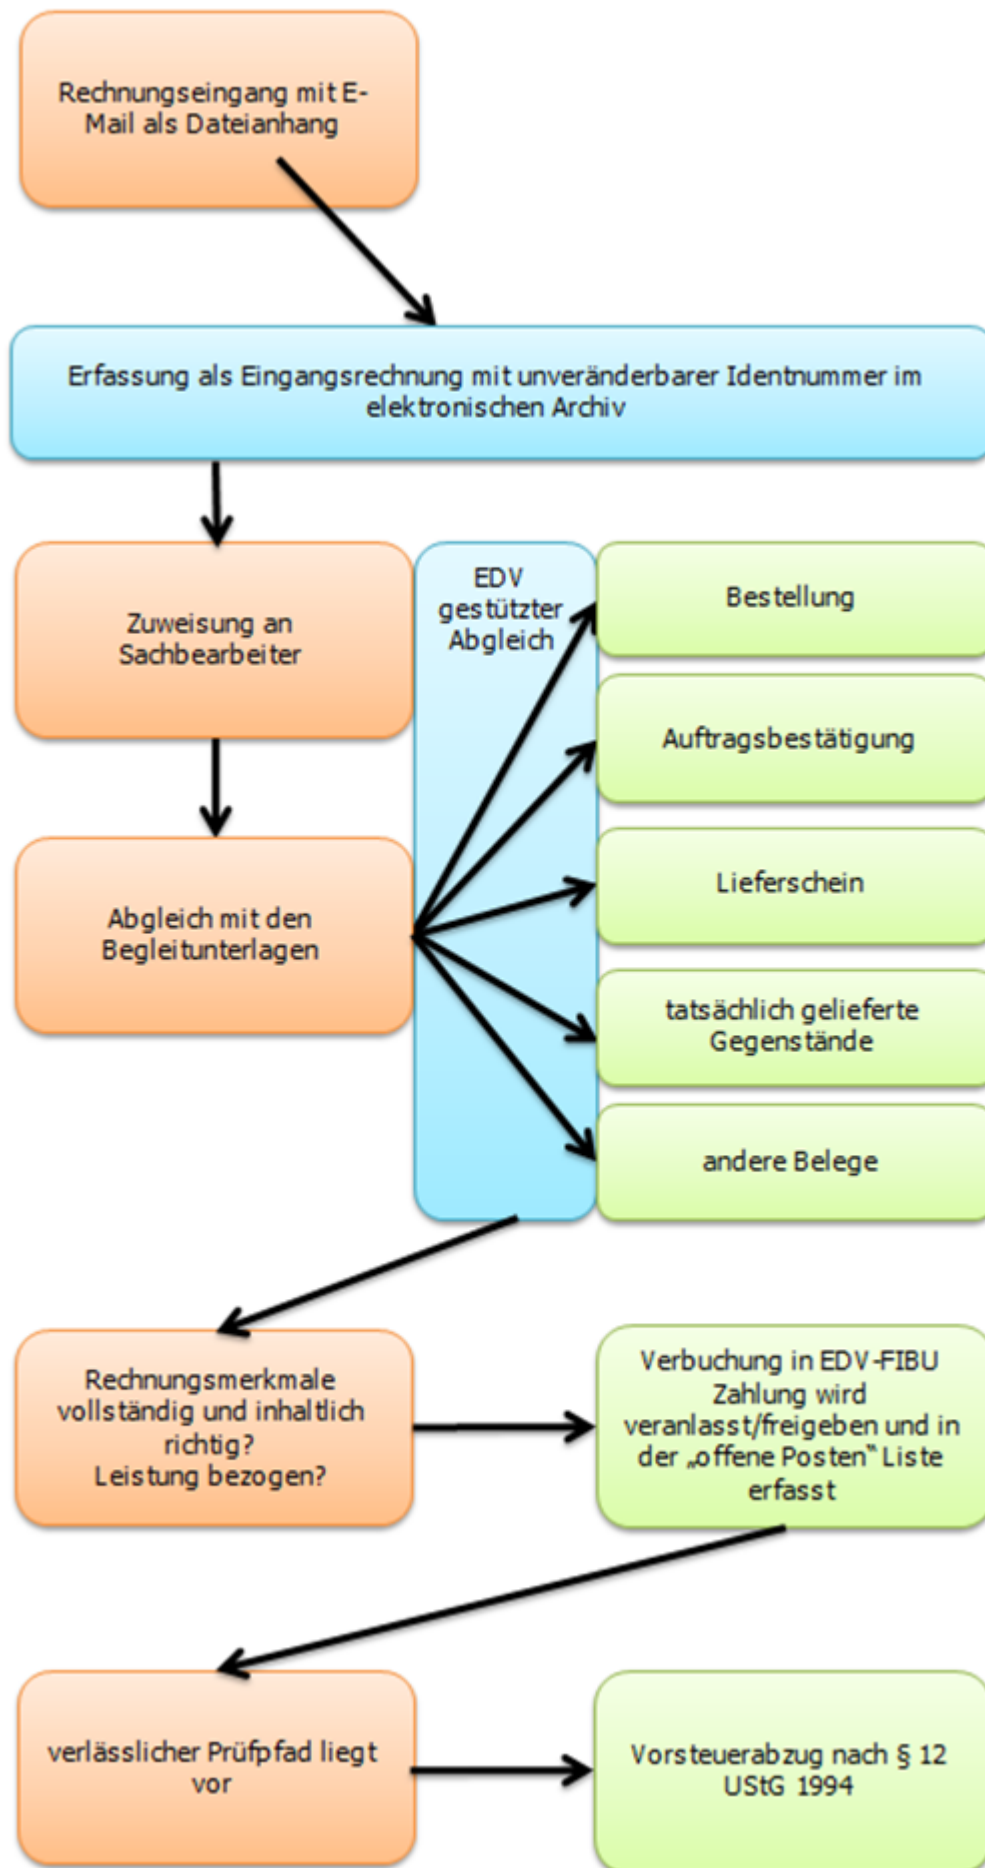 Rechnungseingang mit E-
Mail als Dateianhang
Erfassung als Eingangsrechnung mit unveränderbarer Identnummer im
elektronischen Archiv
Zuweisung an
Sachbearbeiter
EDV
gestützter
Abgleich
Bestellung
Auftragsbestätigung
Abgleich mit den
Begleitunterlagen
Lieferschein
tatsächlich gelieferte
Gegenstände
andere Belege
Rechnungsmerkmale
vollständig und inhaltlich
richtig?
Leistung bezogen?
Verbuchung in EDV-FIBU
Zahlung wird
veranlasst/freigeben und in
der „offene Posten“ Liste
erfasst
verlässlicher Prüfpfad liegt
vor
Vorsteuerabzug nach § 12
UStG 1994